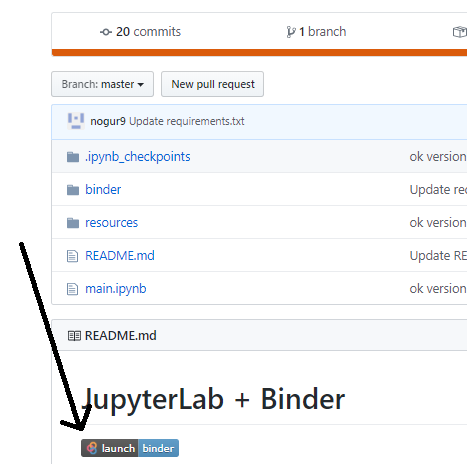 20 commits 1 branch
Branch: master New pull request
nogur9 Update requirements.txt
.ipynb_checkpoints ok version
binder Update req
resources ok version
README.md Update RE
main.ipynb ok version
README.md
JupyterLab + Binder
launch binder